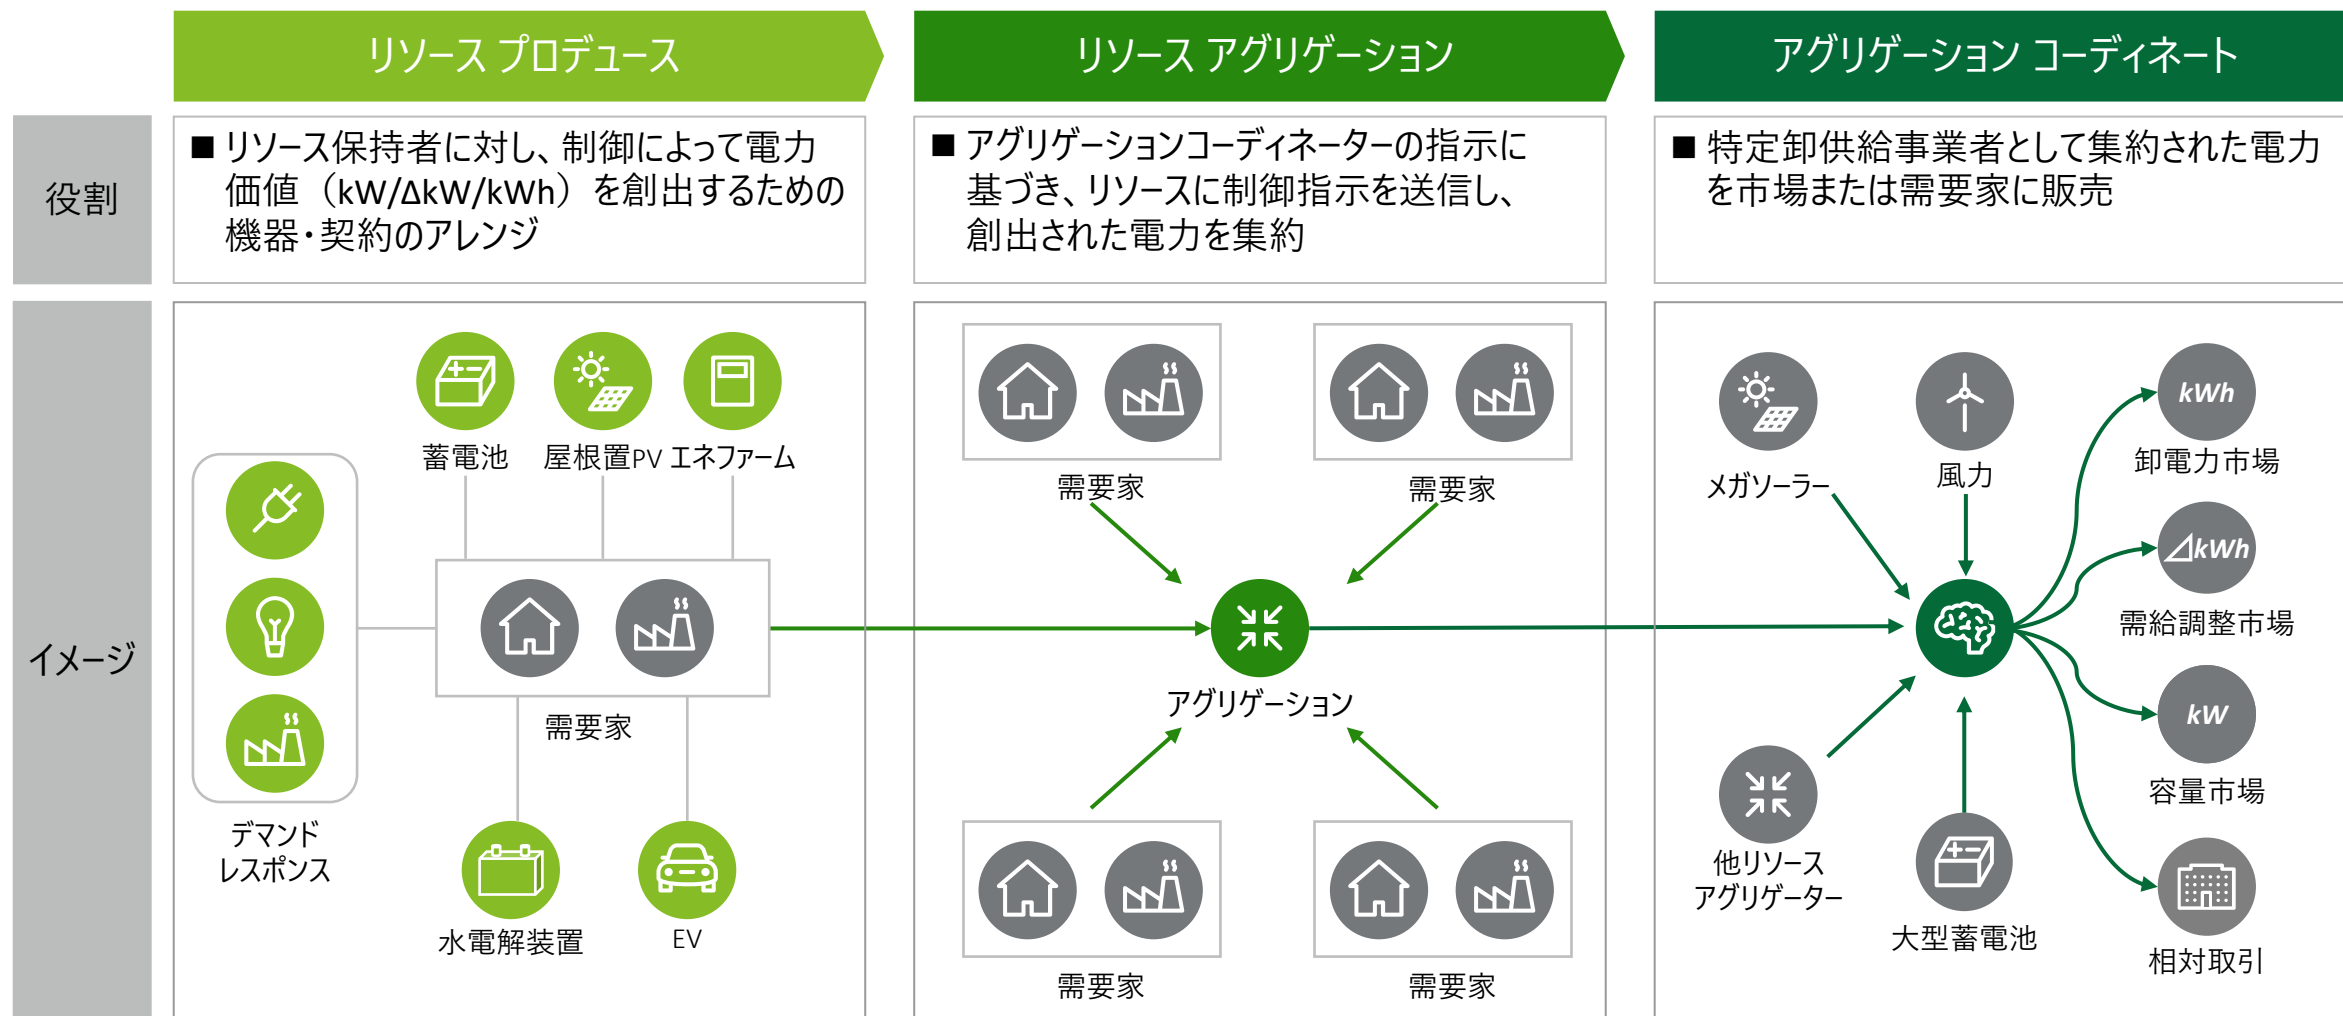 リソース プロデュース
リソース アグリゲーション
アグリゲーション コーディネート
役割
■ リソース保持者に対し、制御によって電力
価値（kW/ΔkW/kWh）を創出するための
機器・契約のアレンジ
■ アグリゲーションコーディネーターの指示に
基づき、リソースに制御指示を送信し、
創出された電力を集約
■ 特定卸供給事業者として集約された電力
を市場または需要家に販売
イメージ
蓄電池
屋根置PV
エネファーム
需要家
デマンド
レスポンス
水電解装置
EV
需要家
需要家
アグリゲーション
需要家
需要家
メガソーラー
風力
他リソース
アグリゲーター
大型蓄電池
kWh
卸電力市場
⊿kWh
需給調整市場
kW
容量市場
相対取引